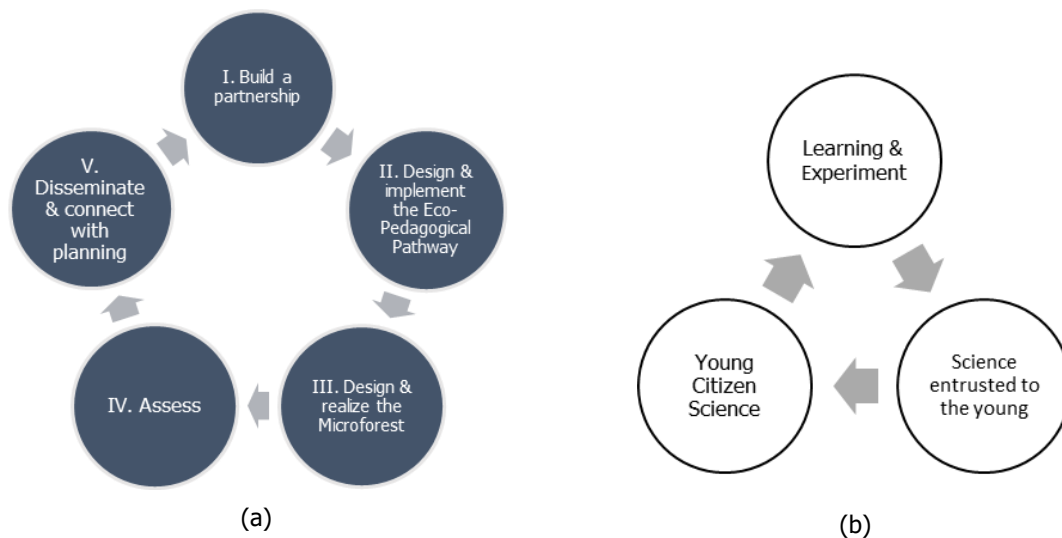 I. Build a
partnership
II. Design &
implement
the Eco-
Pedagogical
Pathway
III. Design &
realize the
Microforest
IV. Assess
V.
Disseminate
& connect
with
planning
(a)
Learning &
Experiment
Science
entrusted to
the young
Young
Citizen
Science
(b)